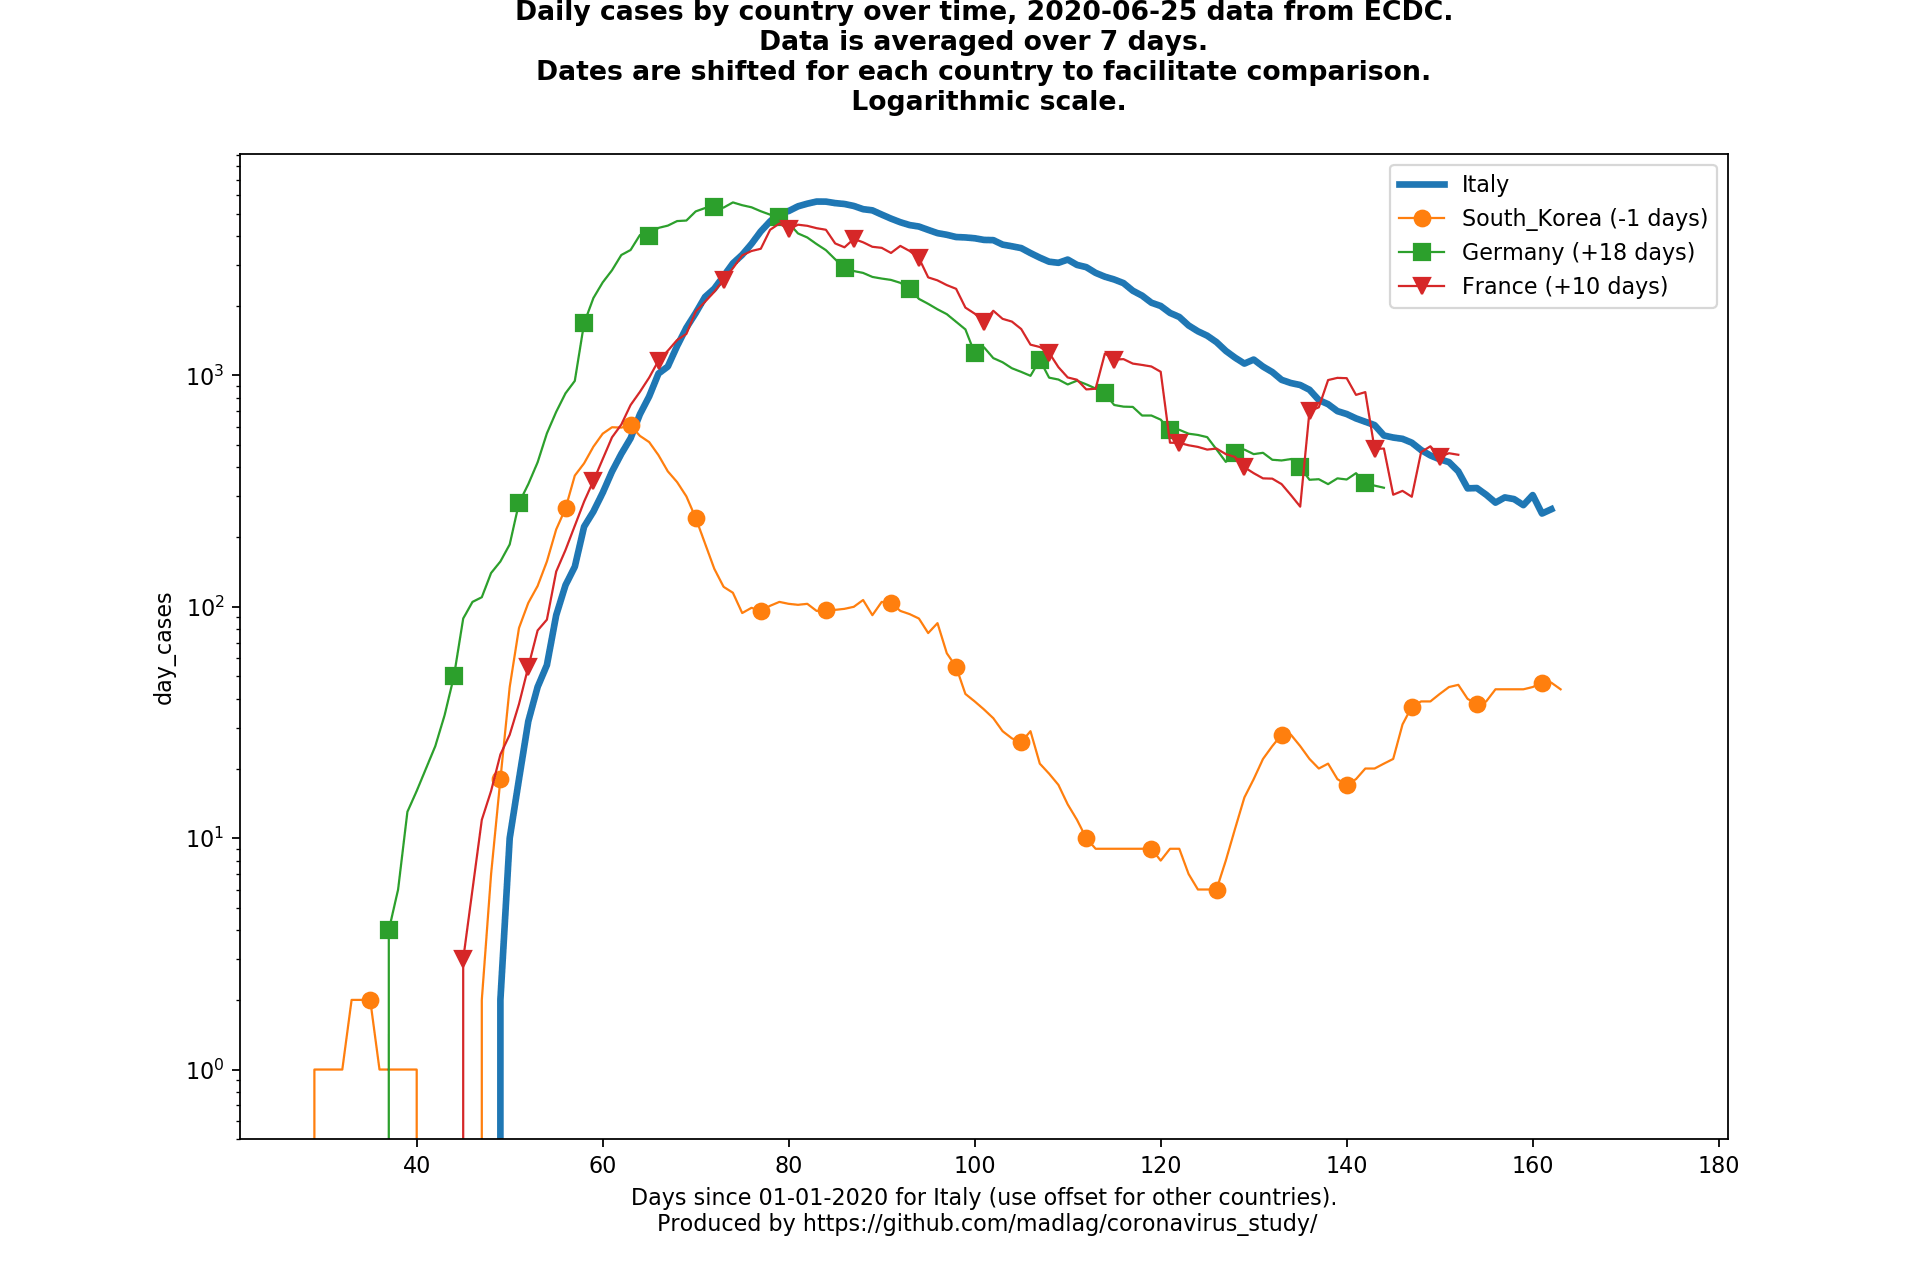 Daily cases by country over time, 2020-06-25 data from ECDC.
Data is averaged over 7 days.
Dates are shifted for each country to facilitate comparison.
Logarithmic scale.
Italy
South_Korea (-1 days)
Germany (+18 days)
France (+10 days)
day_cases
10³
10²
10¹
10⁰
40 60 80 100 120 140 160 180
Days since 01-01-2020 for Italy (use offset for other countries).
Produced by https://github.com/madlag/coronavirus_study/